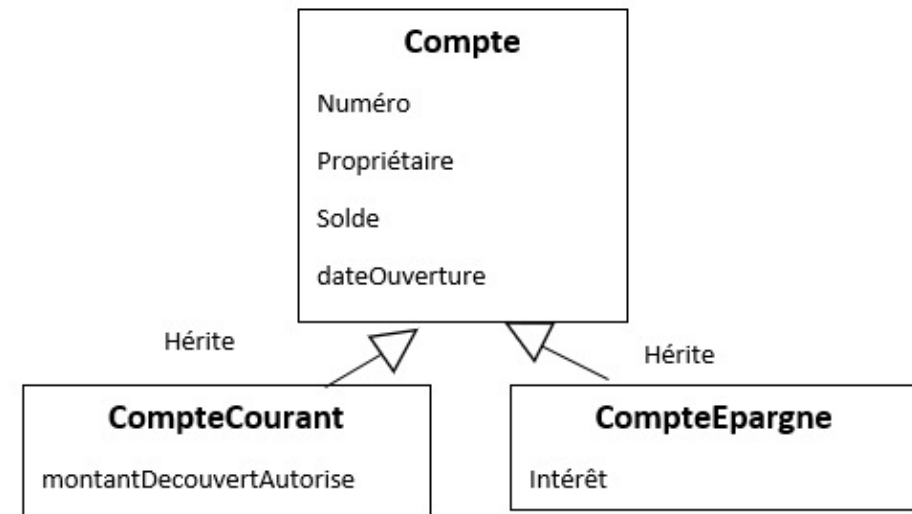 Compte
Numéro
Propriétaire
Solde
dateOuverture
Hérite
Hérite
CompteCourant
montantDecouvertAutorise
CompteEpargne
Intérêt